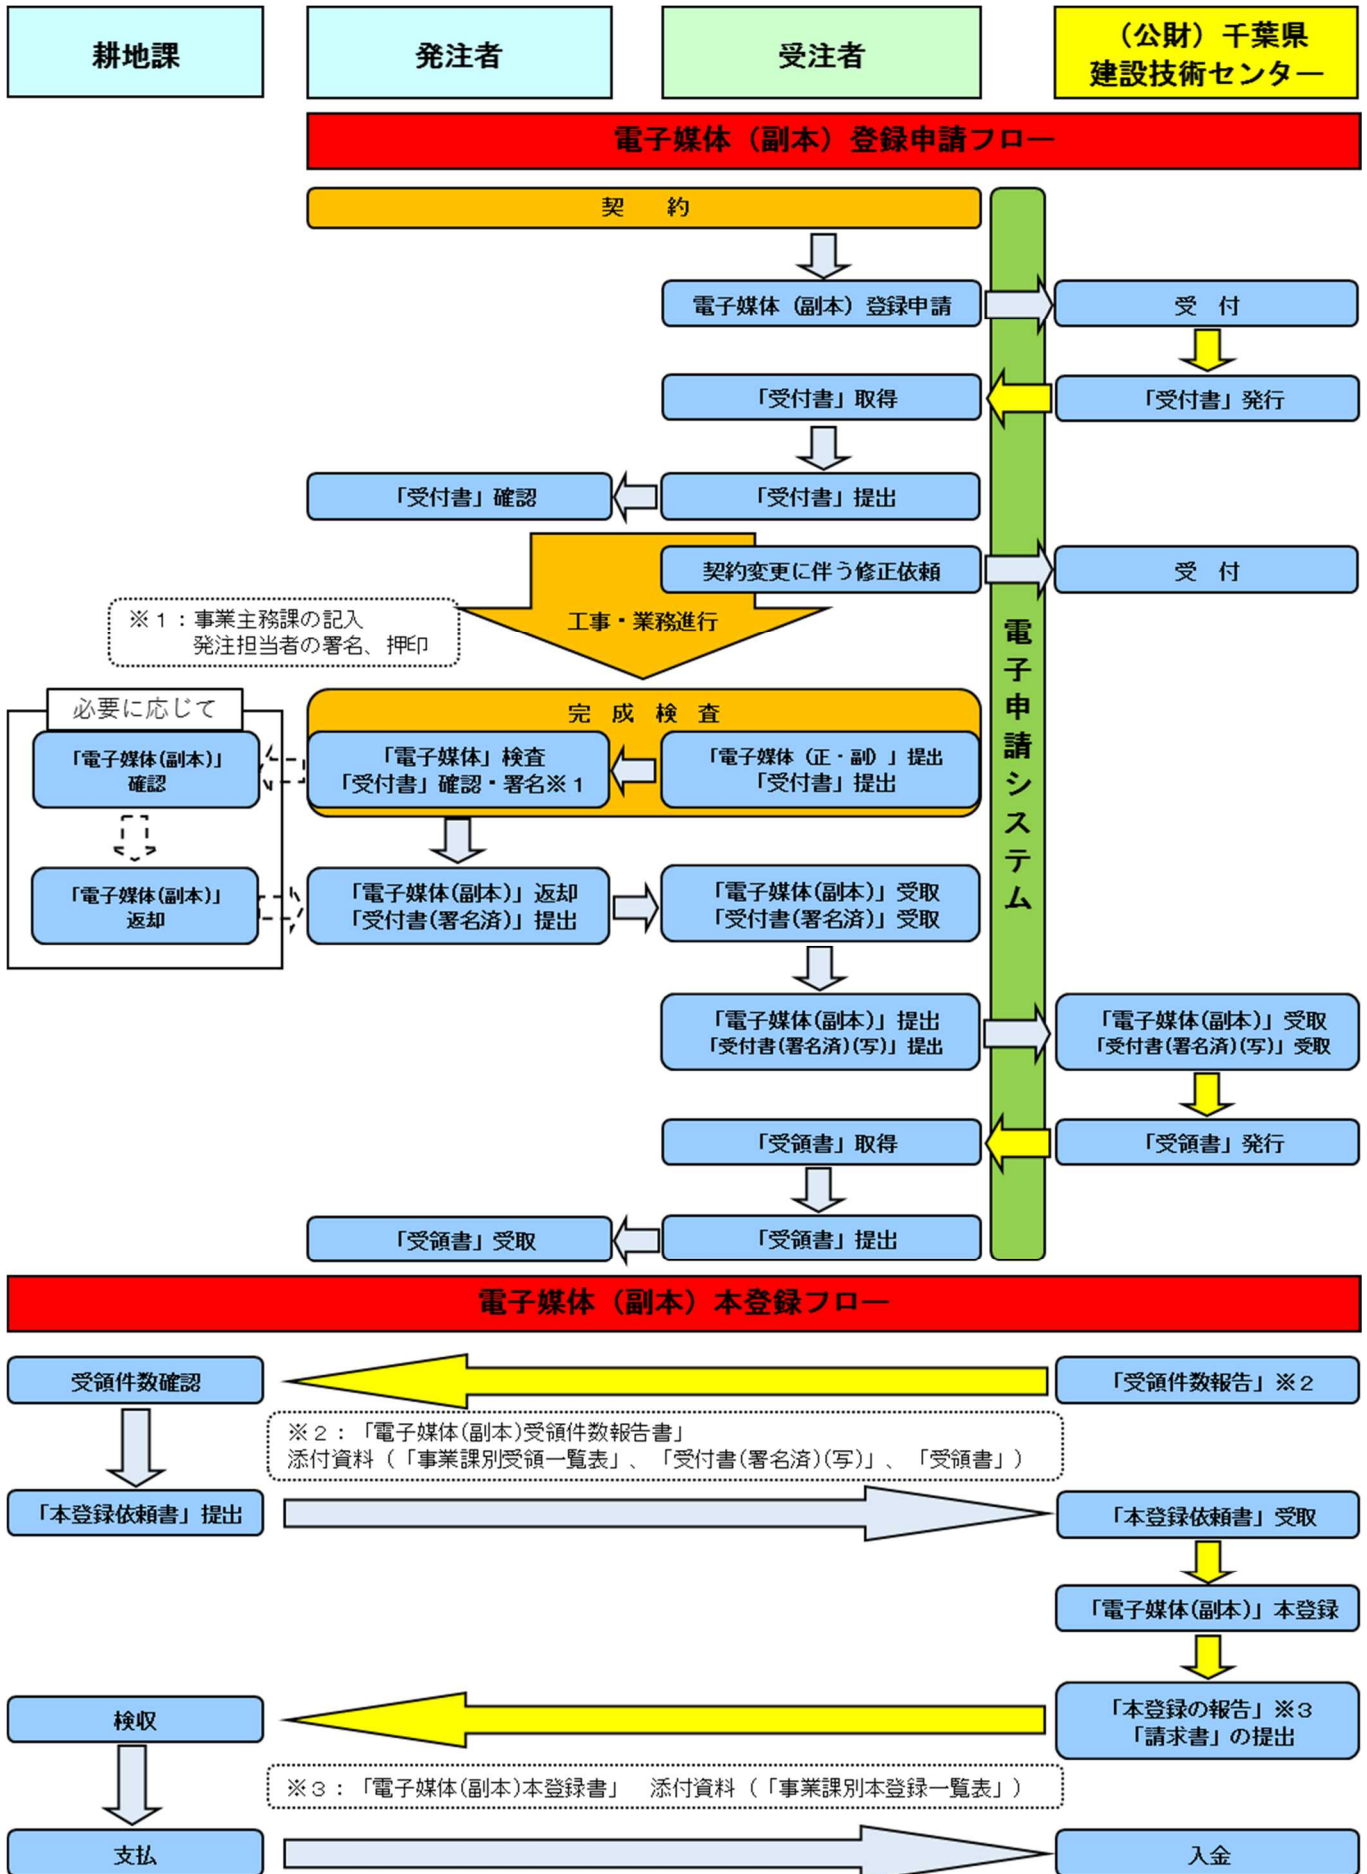 耕地課
発注者
受注者
（公財）千葉県
建設技術センター
電子媒体（副本）登録申請フロー
契　約
電子媒体（副本）登録申請
受　付
「受付書」取得
「受付書」発行
「受付書」確認
「受付書」提出
契約変更に伴う修正依頼
受　付
工事・業務進行
※１：事業主務課の記入
発注担当者の署名、押印
電子申請システム
必要に応じて
完　成　検　査
「電子媒体(副本)」
確認
「電子媒体」検査
「受付書」確認・署名※１
「電子媒体（正・副）」提出
「受付書」提出
「電子媒体(副本)」
返却
「電子媒体(副本)」返却
「受付書(署名済)」提出
「電子媒体(副本)」受取
「受付書(署名済)」受取
「電子媒体(副本)」提出
「受付書(署名済)(写)」提出
「電子媒体(副本)」受取
「受付書(署名済)(写)」受取
「受領書」取得
「受領書」発行
「受領書」受取
「受領書」提出
電子媒体（副本）本登録フロー
受領件数確認
「受領件数報告」※２
※２：「電子媒体(副本)受領件数報告書」
添付資料（「事業課別受領一覧表」、「受付書(署名済)(写)」、「受領書」）
「本登録依頼書」提出
「本登録依頼書」受取
「電子媒体(副本)」本登録
検収
「本登録の報告」※３
「請求書」の提出
※３：「電子媒体(副本)本登録書」　添付資料（「事業課別本登録一覧表」）
支払
入金